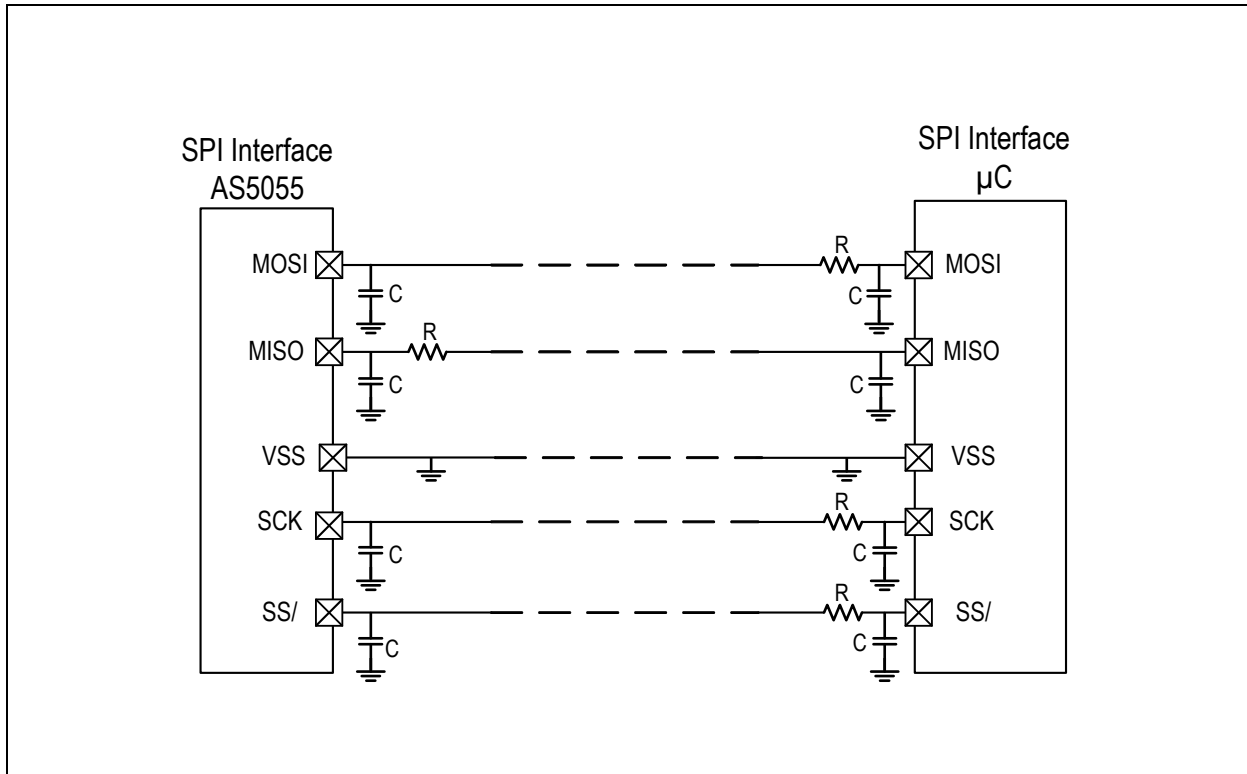 SPI Interface
AS5055
SPI Interface
µC
MOSI
C
R
C
MOSI
MISO
C
R
C
MISO
VSS
VSS
SCK
C
R
C
SCK
SS/
C
R
C
SS/